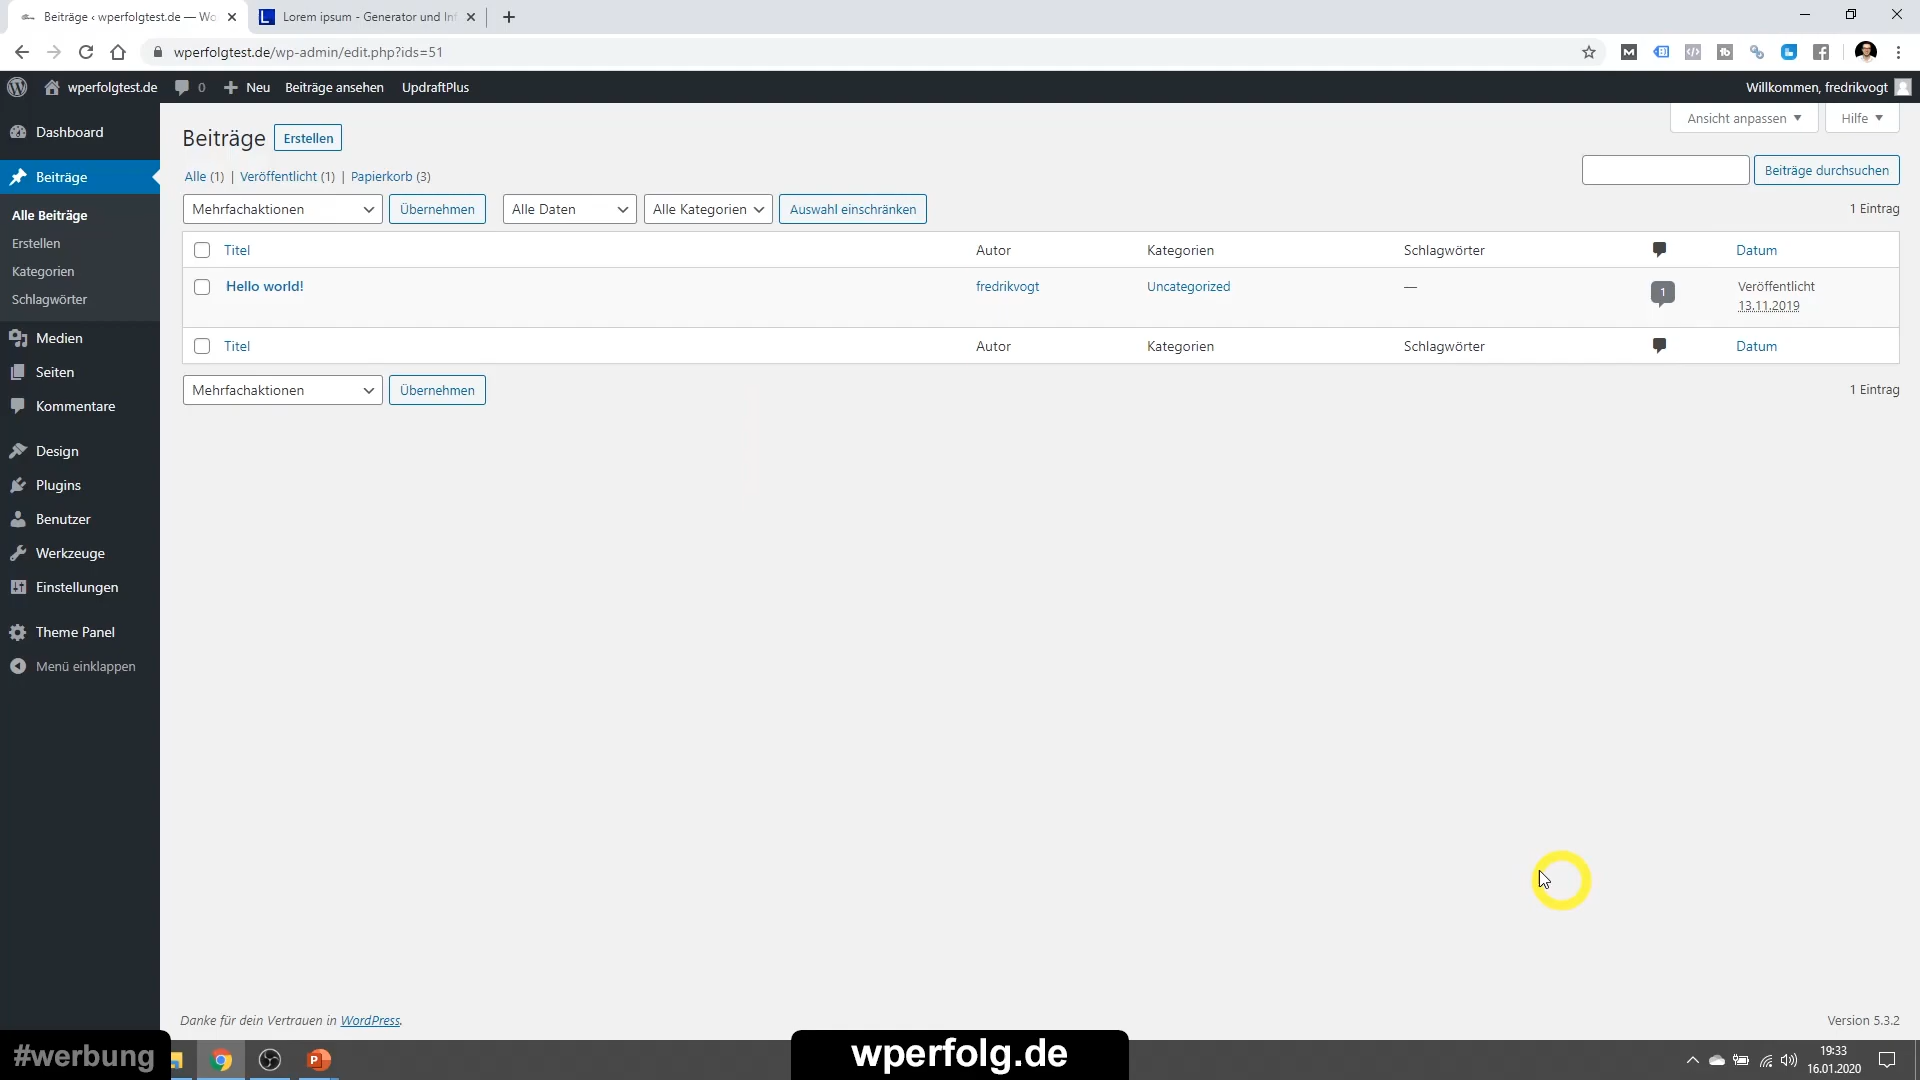 Beiträge ‹ wperfolgtest.de — Wo
Lorem ipsum - Generator und Inf
wperfolgtest.de/wp-admin/edit.php?ids=51
wperfolgtest.de 0 Neu Beiträge ansehen UpdraftPlus Willkommen, fredrikvogt
Dashboard
Beiträge
Alle Beiträge
Erstellen
Kategorien
Schlagwörter
Medien
Seiten
Kommentare
Design
Plugins
Benutzer
Werkzeuge
Einstellungen
Theme Panel
Menü einklappen
Ansicht anpassen Hilfe
Beiträge Erstellen
Alle (1) | Veröffentlicht (1) | Papierkorb (3)
Beiträge durchsuchen
Mehrfachaktionen Übernehmen Alle Daten Alle Kategorien Auswahl einschränken 1 Eintrag
Titel Autor Kategorien Schlagwörter Datum
Hello world! fredrikvogt Uncategorized — 1 Veröffentlicht
13.11.2019
Titel Autor Kategorien Schlagwörter Datum
Mehrfachaktionen Übernehmen 1 Eintrag
Danke für dein Vertrauen in WordPress. Version 5.3.2
#werbung
wperfolg.de
19:33
16.01.2020